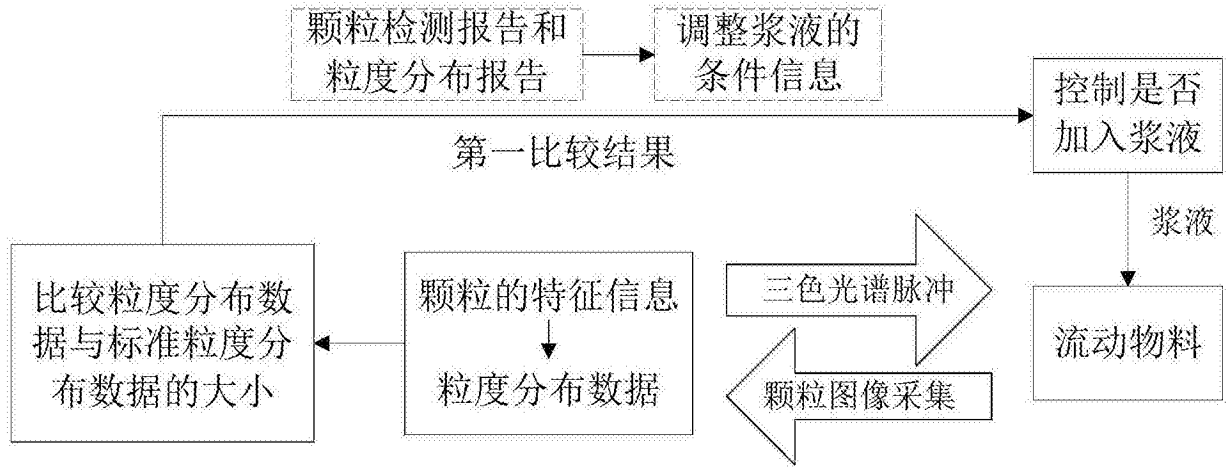 颗粒检测报告和
粒度分布报告
调整浆液的
条件信息
控制是否
加入浆液
第一比较结果
浆液
比较粒度分布数
据与标准粒度分
布数据的大小
颗粒的特征信息
粒度分布数据
三色光谱脉冲
颗粒图像采集
流动物料